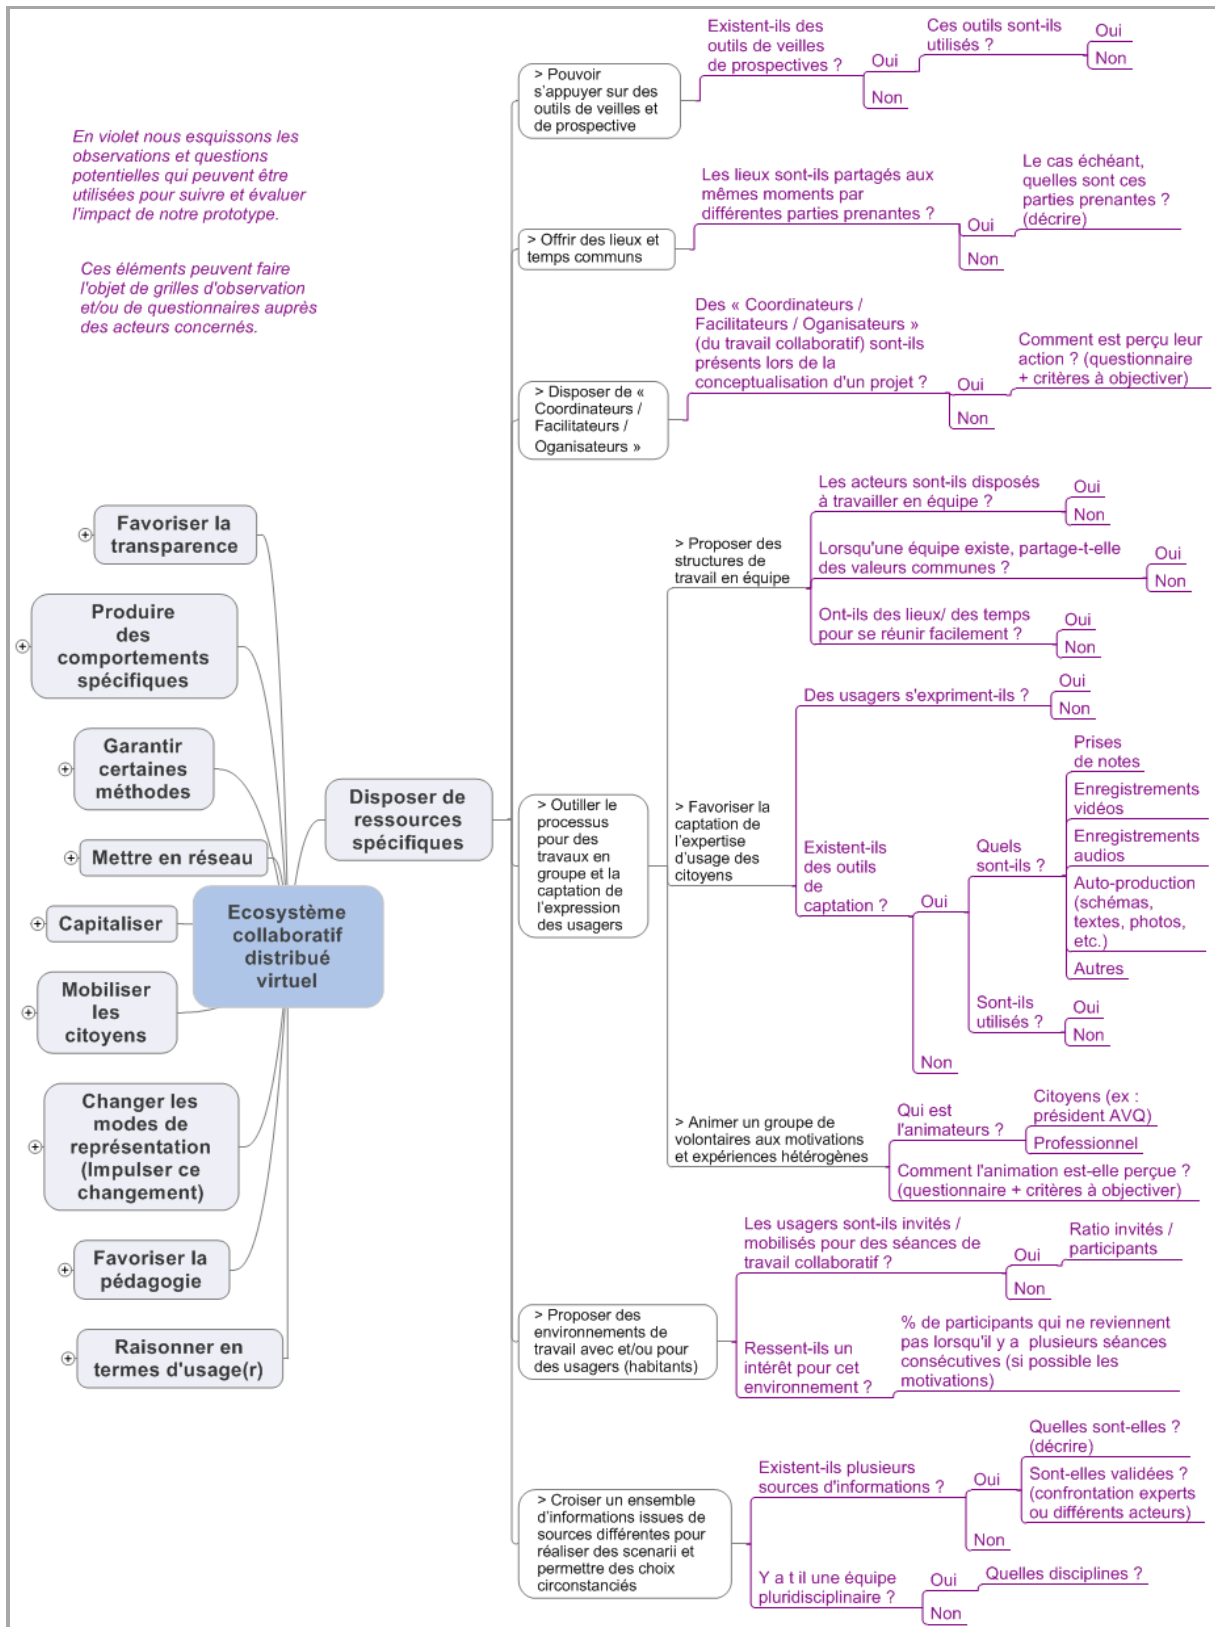 En violet nous esquissons les
observations et questions
potentielles qui peuvent être
utilisées pour suivre et évaluer
l'impact de notre prototype.
Ces éléments peuvent faire
l'objet de grilles d'observation
et/ou de questionnaires auprès
des acteurs concernés.
Favoriser la
transparence
Produire
des
comportements
spécifiques
Garantir
certaines
méthodes
Mettre en réseau
Capitaliser
Mobiliser
les
citoyens
Changer les
modes de
représentation
(Impulser ce
changement)
Favoriser la
pédagogie
Raisonner en
termes d'usage(r)
Ecosystème
collaboratif
distribué
virtuel
Disposer de
ressources
spécifiques
> Pouvoir
s'appuyer sur des
outils de veilles et
de prospective
Existent-ils des
outils de veilles
de prospectives ?
Oui
Ces outils sont-ils
utilisés ?
Oui
Non
Non
> Offrir des lieux et
temps communs
Les lieux sont-ils partagés aux
mêmes moments par
différentes parties prenantes ?
Oui
Le cas échéant,
quelles sont ces
parties prenantes ?
(décrire)
Non
> Disposer de «
Coordinateurs /
Facilitateurs /
Oganisateurs »
Des « Coordinateurs /
Facilitateurs / Oganisateurs »
(du travail collaboratif) sont-ils
présents lors de la
conceptualisation d'un projet ?
Oui
Comment est perçu leur
action ? (questionnaire
+ critères à objectiver)
Non
> Outiller le
processus
pour des
travaux en
groupe et la
captation de
l'expression
des usagers
> Proposer des
structures de
travail en équipe
Les acteurs sont-ils disposés
à travailler en équipe ?
Oui
Non
Lorsqu'une équipe existe, partage-t-elle
des valeurs communes ?
Oui
Non
Ont-ils des lieux/ des temps
pour se réunir facilement ?
Oui
Non
> Favoriser la
captation de
l'expertise
d'usage des
citoyens
Des usagers s'expriment-ils ?
Oui
Non
Existent-ils
des outils
de
captation ?
Oui
Quels
sont-ils ?
Prises
de notes
Enregistrements
vidéos
Enregistrements
audios
Auto-production
(schémas,
textes, photos,
etc.)
Autres
Sont-ils
utilisés ?
Oui
Non
Non
> Animer un groupe de
volontaires aux motivations
et expériences hétérogènes
Qui est
l'animateurs ?
Citoyens (ex :
président AVQ)
Professionnel
Comment l'animation est-elle perçue ?
(questionnaire + critères à objectiver)
> Proposer des
environnements de
travail avec et/ou pour
des usagers (habitants)
Les usagers sont-ils invités /
mobilisés pour des séances de
travail collaboratif ?
Oui
Ratio invités /
participants
Non
Ressent-ils un
intérêt pour cet
environnement ?
% de participants qui ne reviennent
pas lorsqu'il y a plusieurs séances
consécutives (si possible les
motivations)
> Croiser un ensemble
d'informations issues de
sources différentes pour
réaliser des scenarii et
permettre des choix
circonstanciés
Existent-ils plusieurs
sources d'informations ?
Oui
Quelles sont-elles ?
(décrire)
Sont-elles validées ?
(confrontation experts
ou différents acteurs)
Non
Y a t il une équipe
pluridisciplinaire ?
Oui
Quelles disciplines ?
Non